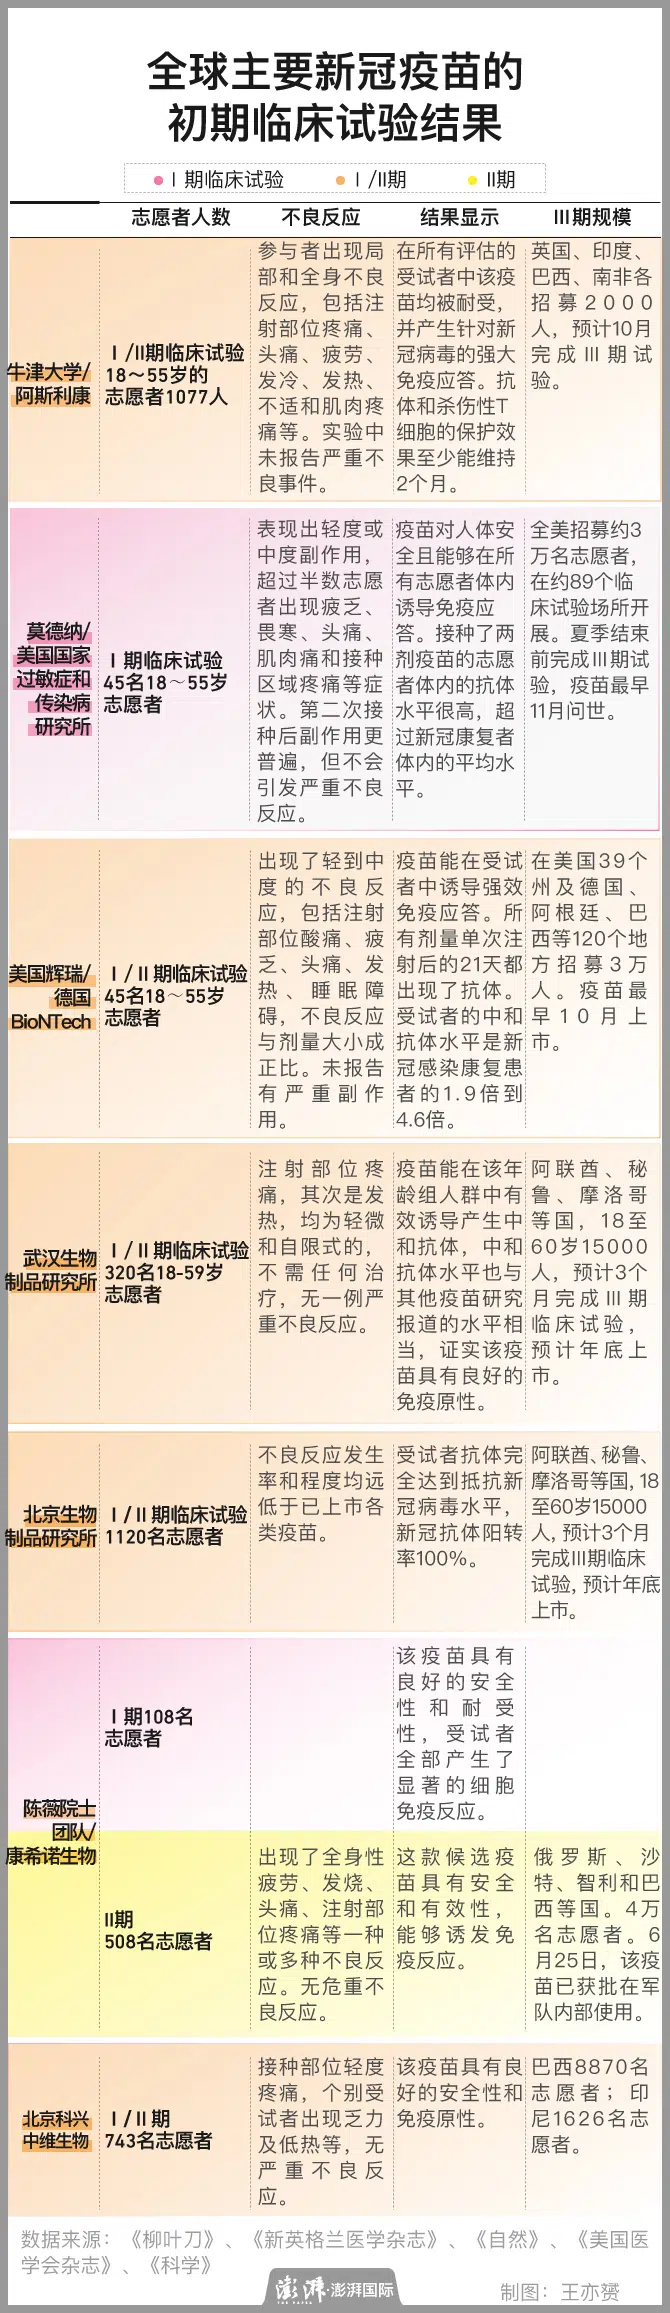 全球主要新冠疫苗的
初期临床试验结果
Ⅰ期临床试验 Ⅰ/II期 II期
志愿者人数 不良反应 结果显示 Ⅲ期规模
牛津大学/
阿斯利康
Ⅰ/II期临床试验
18～55岁的
志愿者1077人
参与者出现局
部和全身不良
反应，包括注
射部位疼痛、
头痛、疲劳、
发冷、发热、
不适和肌肉疼
痛等。实验中
未报告严重不
良事件。
在所有评估的
受试者中该疫
苗均被耐受，
并产生针对新
冠病毒的强大
免疫应答。抗
体和杀伤性T
细胞的保护效
果至少能维持
2个月。
英国、印度、
巴西、南非各
招募2000
人，预计10月
完成Ⅲ期试
验。
莫德纳/
美国国家
过敏症和
传染病
研究所
Ⅰ期临床试验
45名18～55岁
志愿者
表现出轻度或
中度副作用，
超过半数志愿
者出现疲乏、
畏寒、头痛、
肌肉痛和接种
区域疼痛等症
状。第二次接
种后副作用更
普遍，但不会
引发严重不良
反应。
疫苗对人体安
全且能够在所
有志愿者体内
诱导免疫应
答。接种了两
剂疫苗的志愿
者体内的抗体
水平很高，超
过新冠康复者
体内的平均水
平。
全美招募约3
万名志愿者，
在约89个临
床试验场所开
展。夏季结束
前完成Ⅲ期试
验，疫苗最早
11月问世。
美国辉瑞/
德国
BioNTech
Ⅰ/Ⅱ期临床试验
45名18～55岁
志愿者
出现了轻到中
度的不良反
应，包括注射
部位酸痛、疲
乏、头痛、发
热、睡眠障
碍，不良反应
与剂量大小成
正比。未报告
有严重副作
用。
疫苗能在受试
者中诱导强效
免疫应答。所
有剂量单次注
射后的21天都
出现了抗体。
受试者的中和
抗体水平是新
冠感染康复患
者的1.9倍到
4.6倍。
在美国39个
州及德国、
阿根廷、巴
西等120个地
方招募3万
人。疫苗最
早10月上
市。
武汉生物
制品研究所
Ⅰ/Ⅱ期临床试验
320名18-59岁
志愿者
注射部位疼
痛，其次是发
热，均为轻微
和自限式的，
不需任何治
疗，无一例严
重不良反应。
疫苗能在该年
龄组人群中有
效诱导产生中
和抗体，中和
抗体水平也与
其他疫苗研究
报道的水平相
当，证实该疫
苗具有良好的
免疫原性。
阿联酋、秘
鲁、摩洛哥
等国，18至
60岁15000
人，预计3个
月完成Ⅲ期
临床试验，
预计年底上
市。
北京生物
制品研究所
Ⅰ/Ⅱ期临床试验
1120名志愿者
不良反应发生
率和程度均远
低于已上市各
类疫苗。
受试者抗体完
全达到抵抗新
冠病毒水平，
新冠抗体阳转
率100%。
阿联酋、秘鲁、
摩洛哥等国，18
至60岁15000
人，预计3个月
完成Ⅲ期临床
试验，预计年底
上市。
陈薇院士
团队/
康希诺生物
Ⅰ期108名
志愿者
该疫苗具有
良好的安全
性和耐受
性，受试者
全部产生了
显著的细胞
免疫反应。
II期
508名志愿者
出现了全身性
疲劳、发烧、
头痛、注射部
位疼痛等一种
或多种不良反
应。无危重不
良反应。
这款候选疫
苗具有安全
和有效性，
能够诱发免
疫反应。
俄罗斯、沙
特、智利和巴
西等国。4万
名志愿者。6
月25日，该疫
苗已获批在军
队内部使用。
北京科兴
中维生物
Ⅰ/Ⅱ期
743名志愿者
接种部位轻度
疼痛，个别受
试者出现乏力
及低热等，无
严重不良反
应。
该疫苗具有良
好的安全性和
免疫原性。
巴西8870名
志愿者；印
尼1626名志
愿者。
数据来源：《柳叶刀》、《新英格兰医学杂志》、《自然》、《美国医
学会杂志》、《科学》
澎湃·澎湃国际
THE PAPER
制图：王亦赟